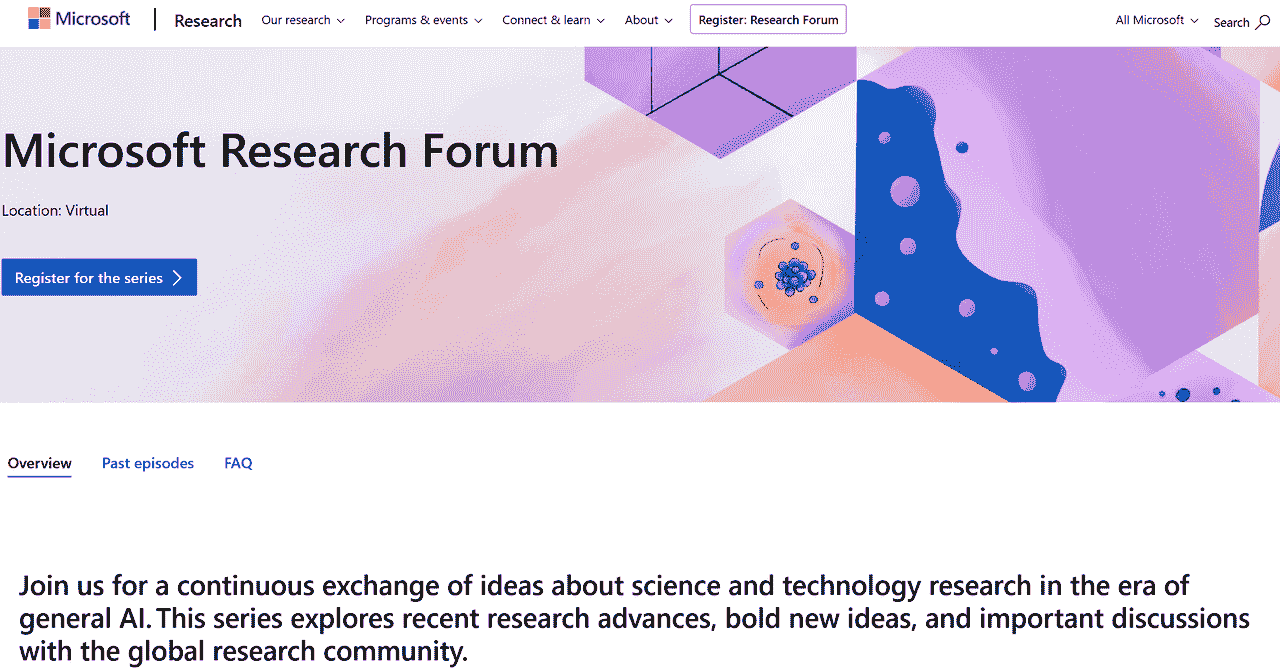 Microsoft Research Our research Programs & events Connect & learn About Register: Research Forum All Microsoft Search
Microsoft Research Forum
Location: Virtual
Register for the series
Overview Past episodes FAQ
Join us for a continuous exchange of ideas about science and technology research in the era of
general AI. This series explores recent research advances, bold new ideas, and important discussions
with the global research community.